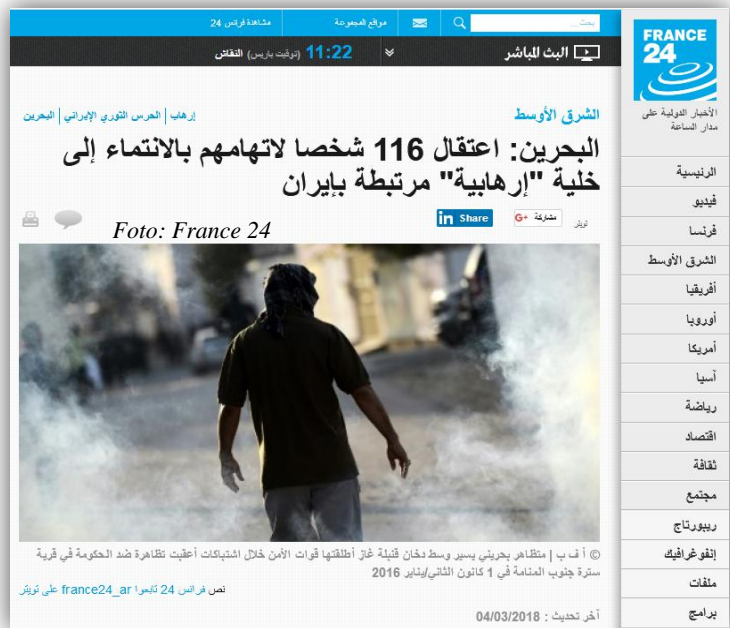 بحث ...
مواقع المجموعة
مشاهدة فرانس 24
البث المباشر
11:22 (توقيت باريس) النقاش
FRANCE
24
الأخبار الدولية على
مدار الساعة
الرئيسية
فيديو
فرنسا
الشرق الأوسط
أفريقيا
أوروبا
أمريكا
آسيا
رياضة
اقتصاد
ثقافة
مجتمع
ريبورتاج
إنفوغرافيك
ملفات
برامج
الشرق الأوسط
إرهاب | الحرس الثوري الإيراني | البحرين
البحرين: اعتقال 116 شخصا لاتهامهم بالانتماء إلى
خلية "إرهابية" مرتبطة بإيران
تويتر
مشاركة G+
in Share
Foto: France 24
© أ ف ب | متظاهر بحريني يسير وسط دخان قنبلة غاز أطلقتها قوات الأمن خلال اشتباكات أعقبت تظاهرة ضد الحكومة في قرية
سترة جنوب المنامة في 1 كانون الثاني/يناير 2016
نص فرانس 24 تابعوا france24_ar على تويتر
آخر تحديث : 04/03/2018